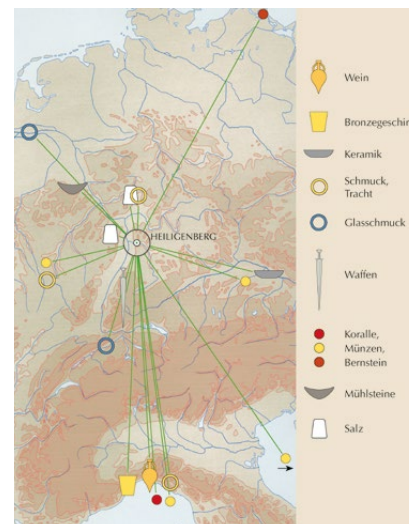 HEILIGENBERG
Wein
Bronzegeschir
Keramik
Schmuck,
Tracht
Glasschmuck
Waffen
Koralle,
Münzen,
Bernstein
Mühlsteine
Salz